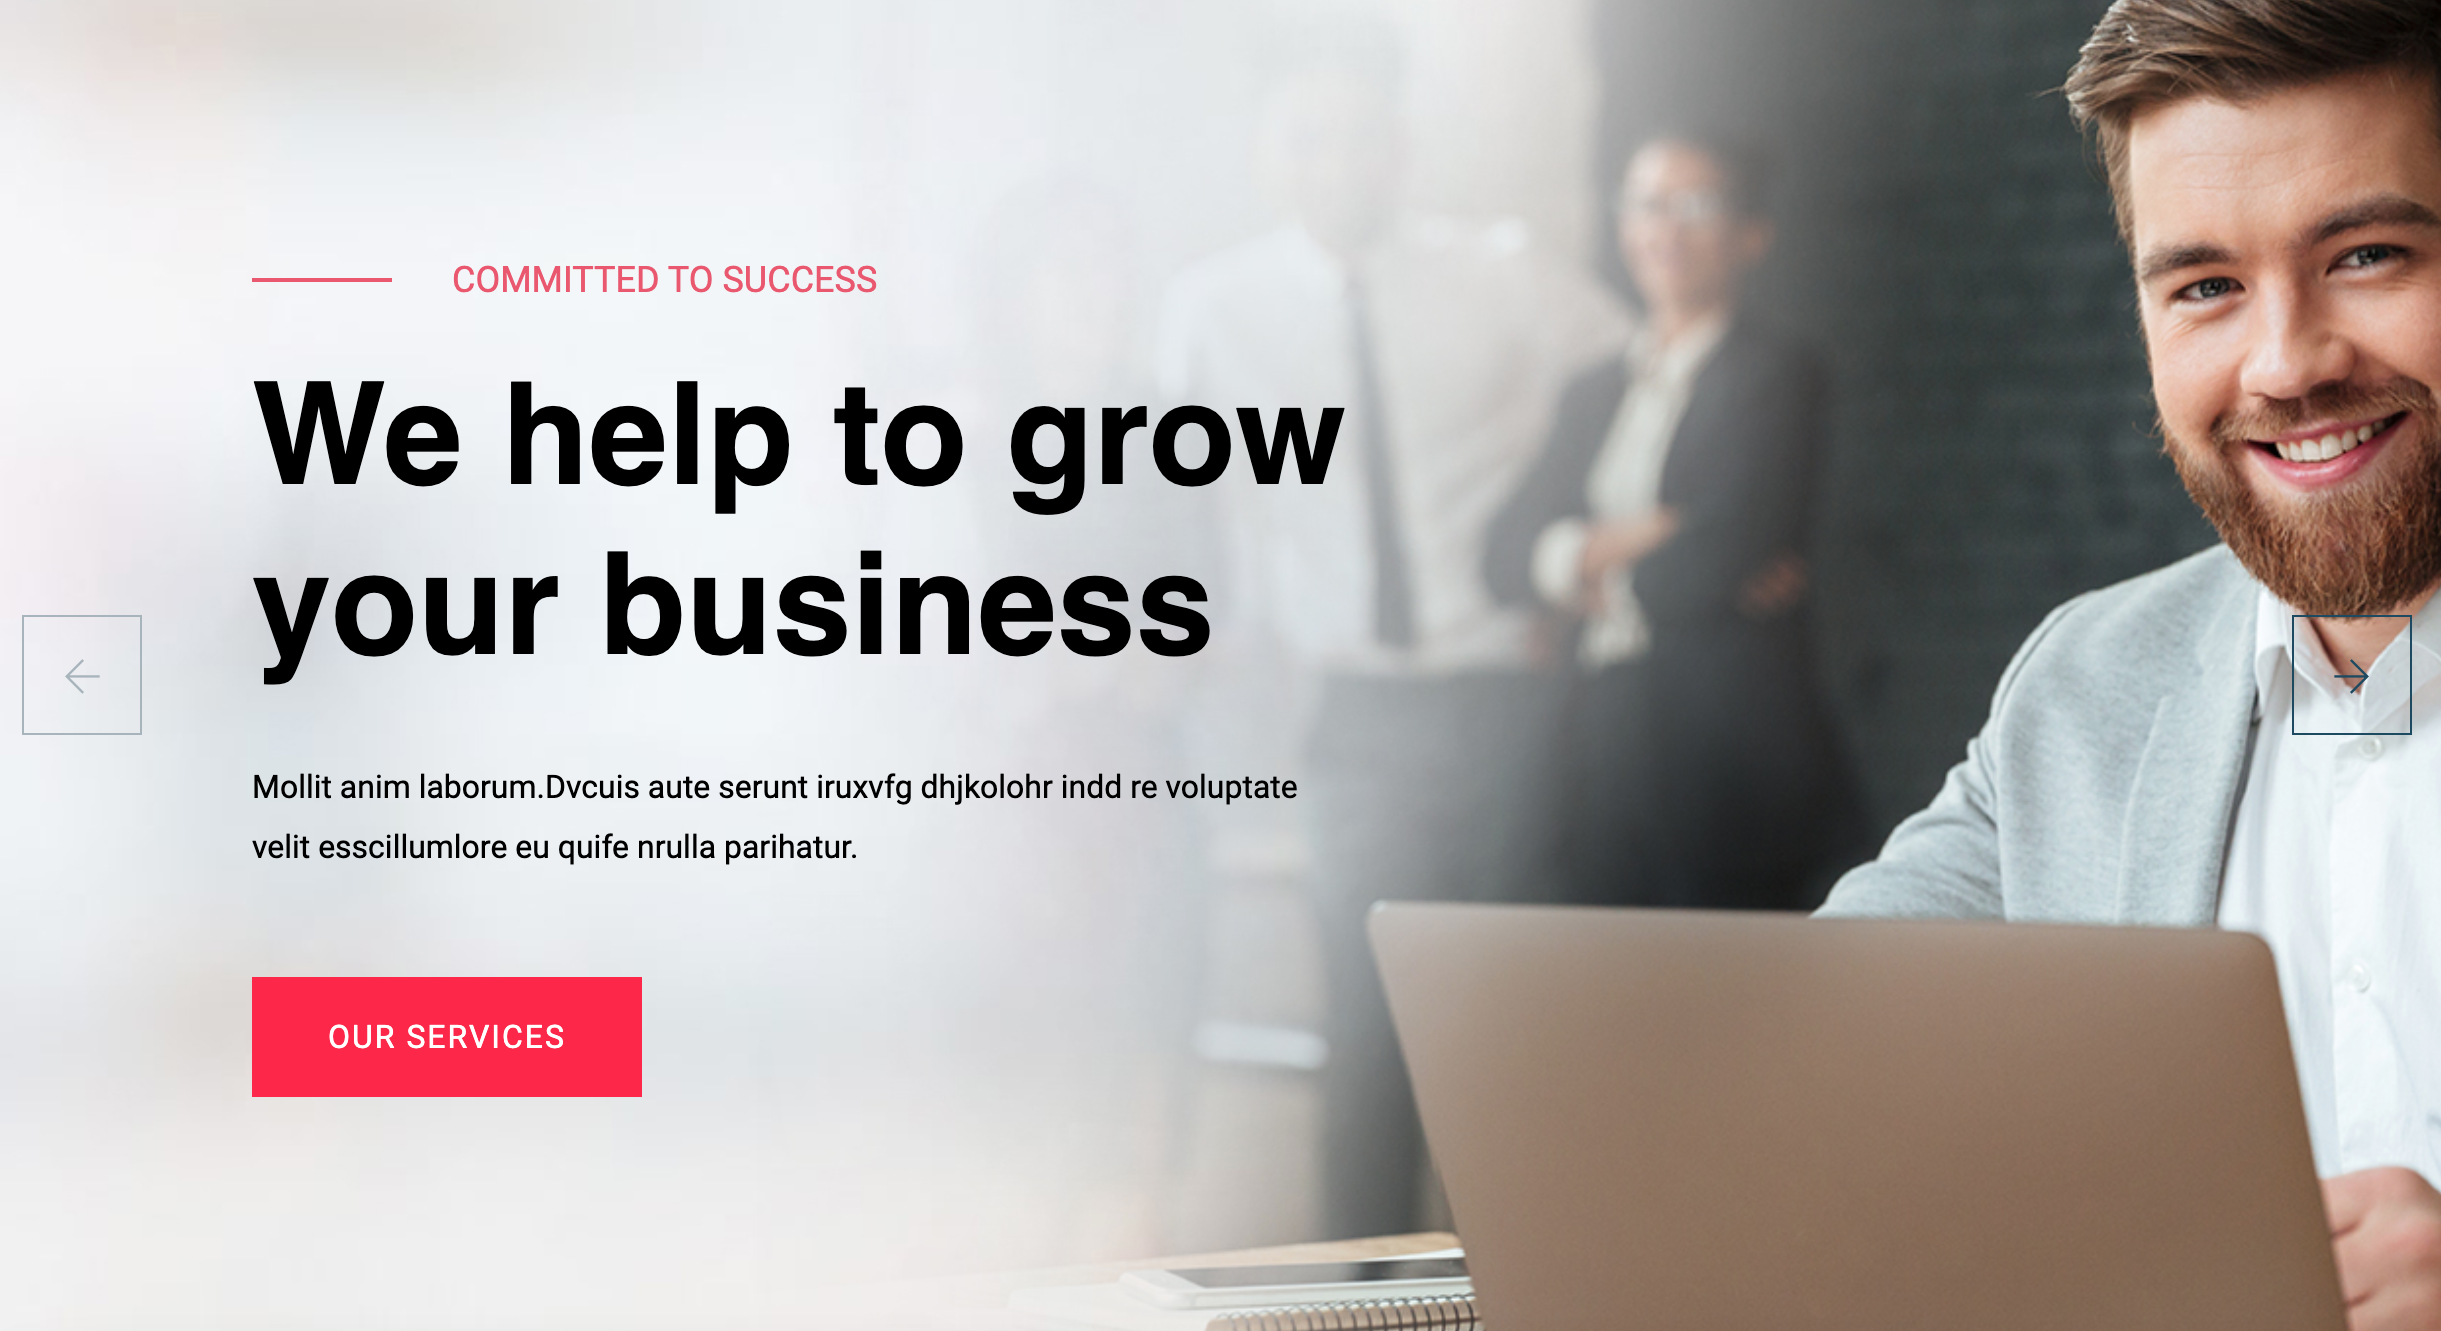 COMMITTED TO SUCCESS
We help to grow
your business
Mollit anim laborum.Dvcuis aute serunt iruxvfg dhjkolohr indd re voluptate
velit esscillumlore eu quife nrulla parihatur.
OUR SERVICES